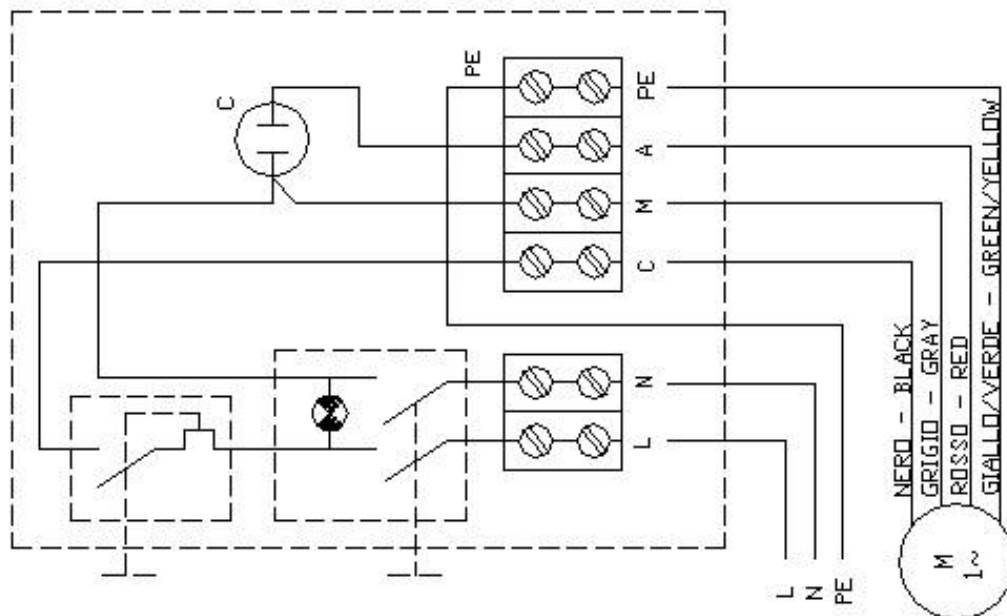 C
PE
PE
A
M
C
N
L
NERO - BLACK
GRIGIO - GRAY
ROSSO - RED
GIALLO/VERDE - GREEN/YELLOW
L
N
PE
M
1~